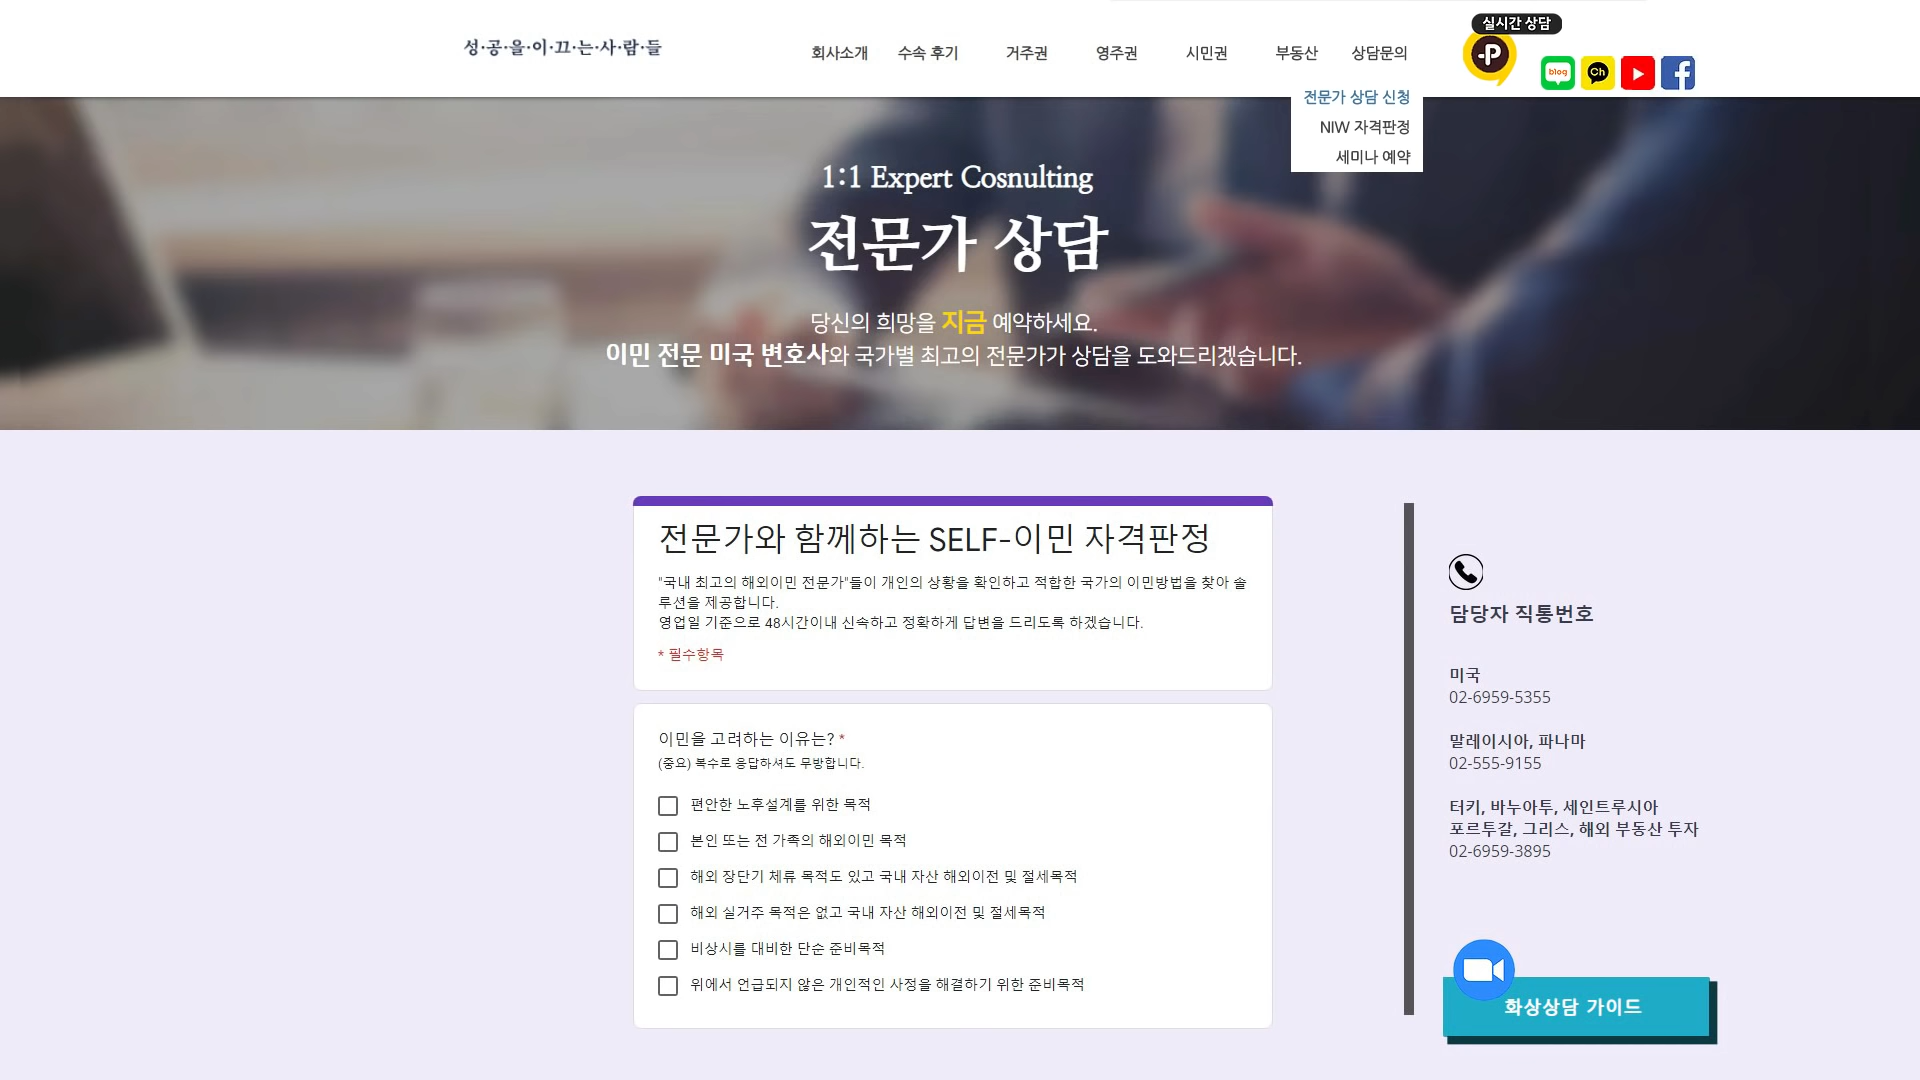 성·공·을·이·끄·는·사·람·들
회사소개 수속 후기 거주권 영주권 시민권 부동산 상담문의
실시간 상담
P
blog
Ch
전문가 상담 신청
NIW 자격판정
세미나 예약
1:1 Expert Cosnulting
전문가 상담
당신의 희망을 지금 예약하세요.
이민 전문 미국 변호사와 국가별 최고의 전문가가 상담을 도와드리겠습니다.
전문가와 함께하는 SELF-이민 자격판정
"국내 최고의 해외이민 전문가"들이 개인의 상황을 확인하고 적합한 국가의 이민방법을 찾아 솔
루션을 제공합니다.
영업일 기준으로 48시간이내 신속하고 정확하게 답변을 드리도록 하겠습니다.
* 필수항목
이민을 고려하는 이유는? *
(중요) 복수로 응답하셔도 무방합니다.
편안한 노후설계를 위한 목적
본인 또는 전 가족의 해외이민 목적
해외 장단기 체류 목적도 있고 국내 자산 해외이전 및 절세목적
해외 실거주 목적은 없고 국내 자산 해외이전 및 절세목적
비상시를 대비한 단순 준비목적
위에서 언급되지 않은 개인적인 사정을 해결하기 위한 준비목적
담당자 직통번호
미국
02-6959-5355
말레이시아, 파나마
02-555-9155
터키, 바누아투, 세인트루시아
포르투갈, 그리스, 해외 부동산 투자
02-6959-3895
화상상담 가이드